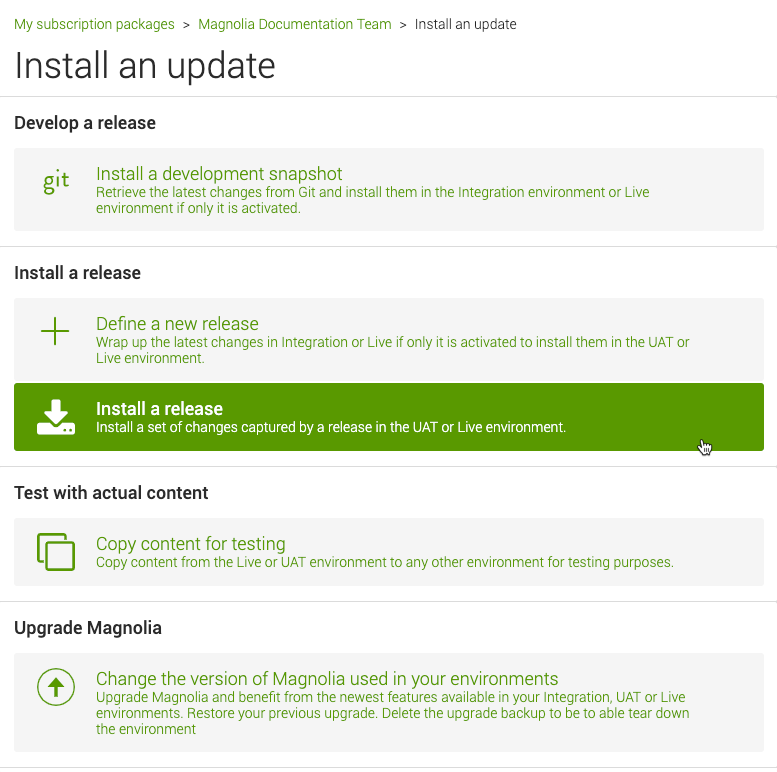 My subscription packages > Magnolia Documentation Team > Install an update
Install an update
Develop a release
git
Install a development snapshot
Retrieve the latest changes from Git and install them in the Integration environment or Live
environment if only it is activated.
Install a release
Define a new release
Wrap up the latest changes in Integration or Live if only it is activated to install them in the UAT or
Live environment.
Install a release
Install a set of changes captured by a release in the UAT or Live environment.
Test with actual content
Copy content for testing
Copy content from the Live or UAT environment to any other environment for testing purposes.
Upgrade Magnolia
Change the version of Magnolia used in your environments
Upgrade Magnolia and benefit from the newest features available in your Integration, UAT or Live
environments. Restore your previous upgrade. Delete the upgrade backup to be to able tear down
the environment